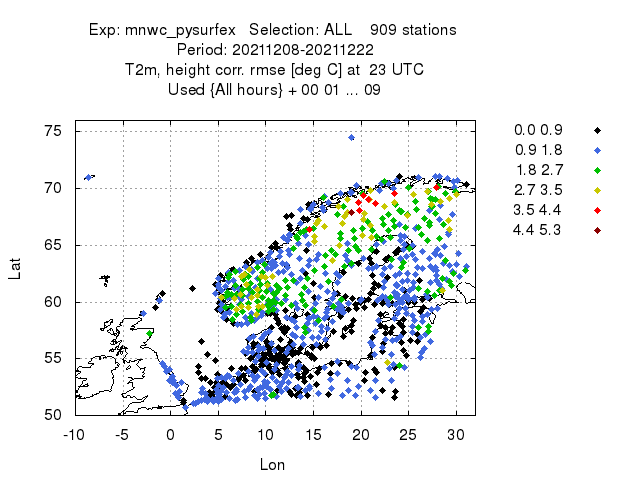 Exp: mnwc_pysurfex Selection: ALL 909 stations
Period: 20211208-20211222
T2m, height corr. rmse [deg C] at 23 UTC
Used {All hours} + 00 01 ... 09
0.0 0.9
0.9 1.8
1.8 2.7
2.7 3.5
3.5 4.4
4.4 5.3
75
70
65
60
55
50
Lat
-10 -5 0 5 10 15 20 25 30
Lon